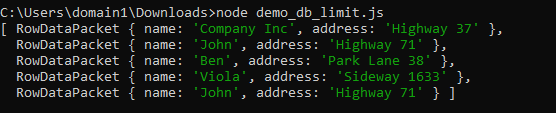 C:\Users\domain1\Downloads>node demo_db_limit.js
[ RowDataPacket { name: 'Company Inc', address: 'Highway 37' },
  RowDataPacket { name: 'John', address: 'Highway 71' },
  RowDataPacket { name: 'Ben', address: 'Park Lane 38' },
  RowDataPacket { name: 'Viola', address: 'Sideway 1633' },
  RowDataPacket { name: 'John', address: 'Highway 71' } ]